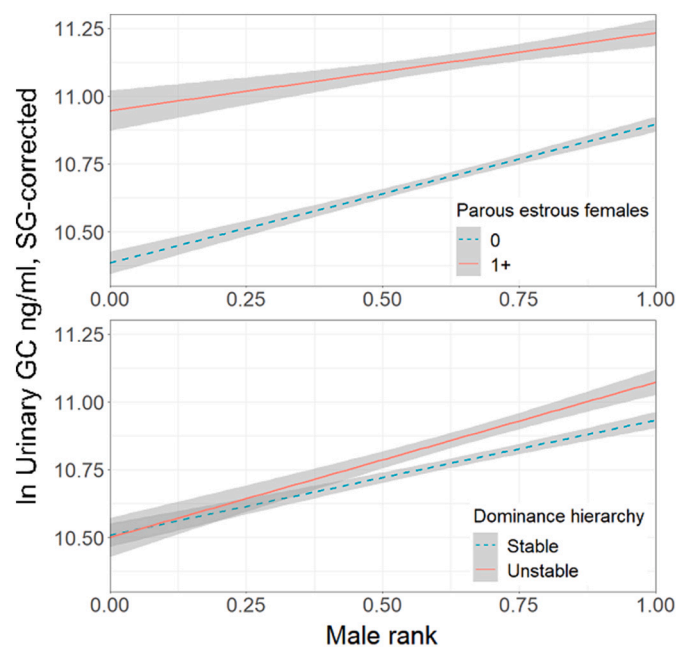 ln Urinary GC ng/ml, SG-corrected
11.25
11.00
10.75
10.50
Parous estrous females
0
1+
0.00 0.25 0.50 0.75 1.00
11.25
11.00
10.75
10.50
Dominance hierarchy
Stable
Unstable
0.00 0.25 0.50 0.75 1.00
Male rank